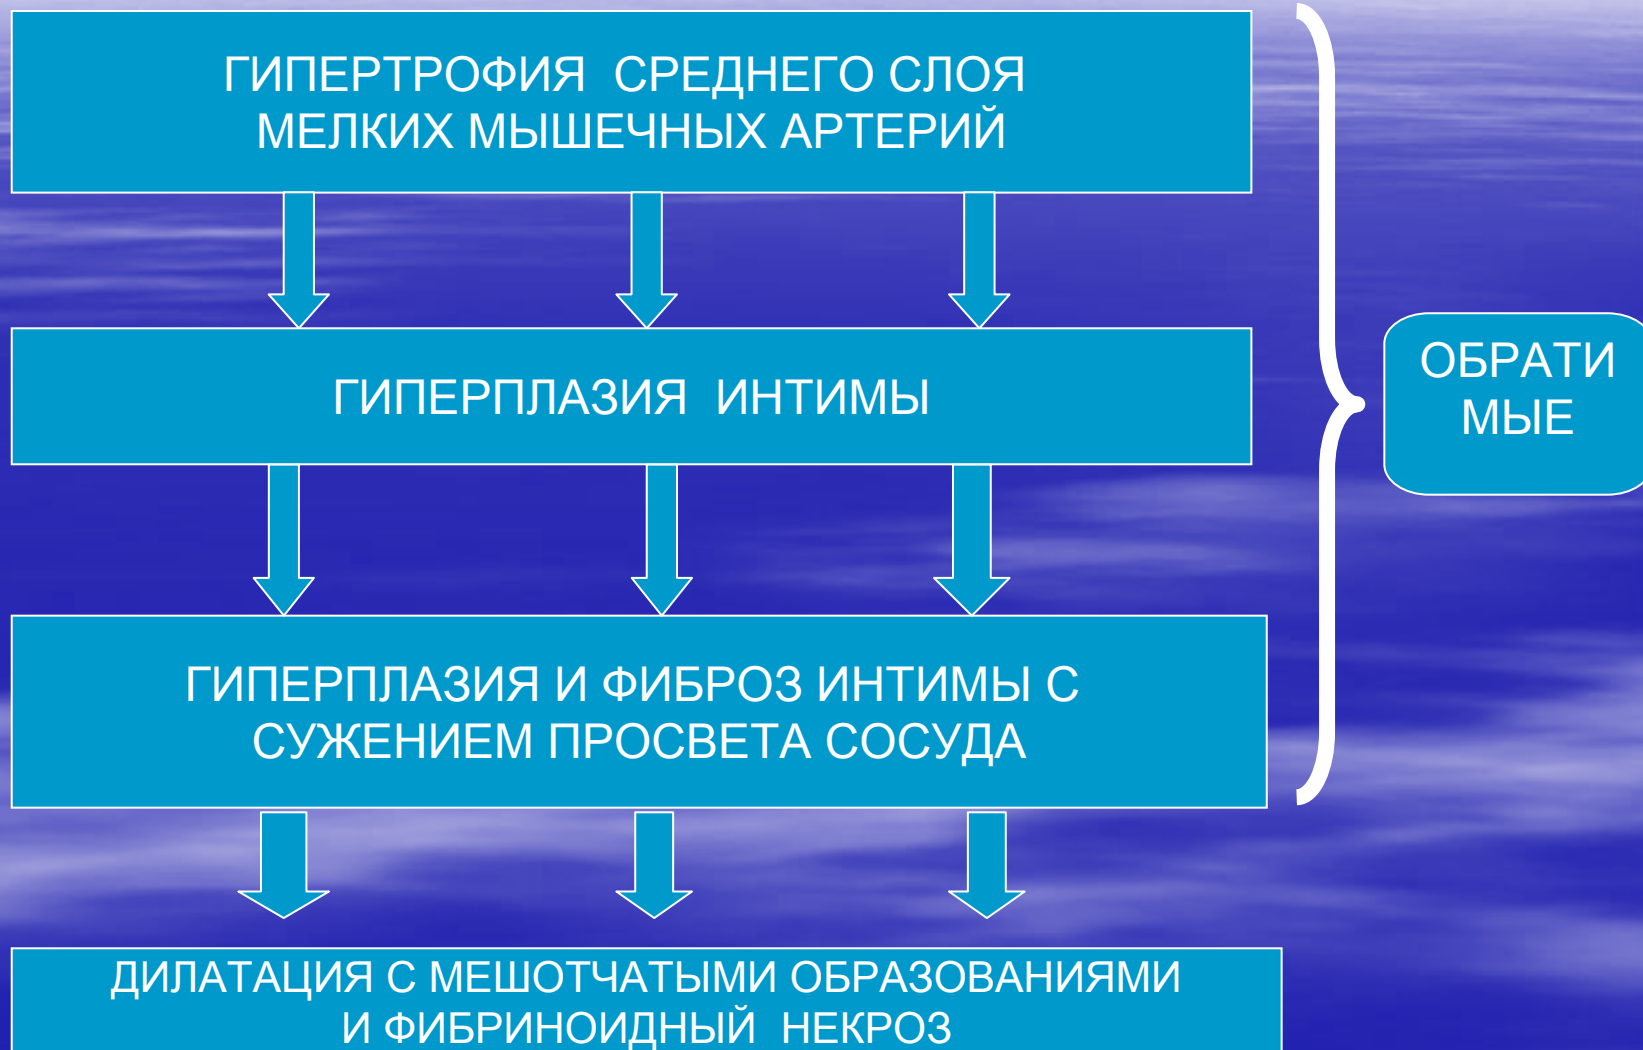 ГИПЕРТРОФИЯ СРЕДНЕГО СЛОЯ
МЕЛКИХ МЫШЕЧНЫХ АРТЕРИЙ
ГИПЕРПЛАЗИЯ ИНТИМЫ
ОБРАТИ
МЫЕ
ГИПЕРПЛАЗИЯ И ФИБРОЗ ИНТИМЫ С
СУЖЕНИЕМ ПРОСВЕТА СОСУДА
ДИЛАТАЦИЯ С МЕШОТЧАТЫМИ ОБРАЗОВАНИЯМИ
И ФИБРИНОИДНЫЙ НЕКРОЗ